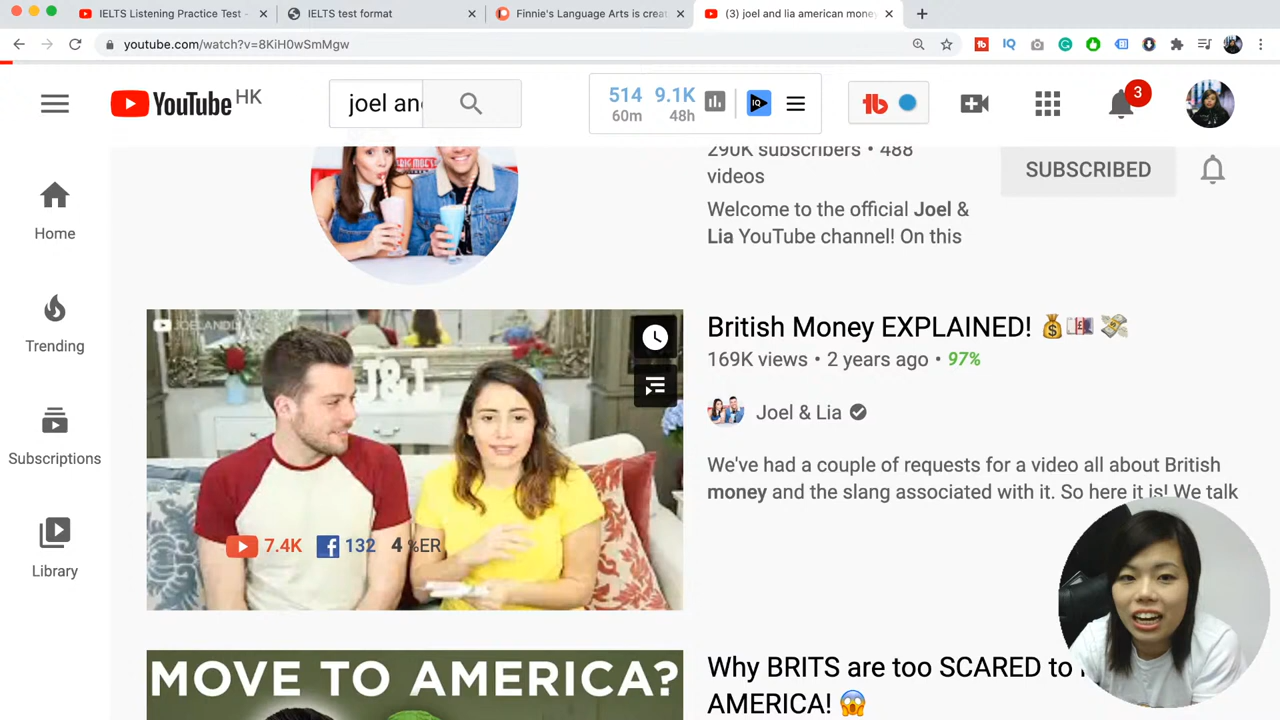 IELTS Listening Practice Test -
IELTS test format
Finnie's Language Arts is creat
(3) joel and lia american money
youtube.com/watch?v=8KiH0wSmMgw
YouTube HK
joel and
514 9.1K
60m 48h
IQ
tb
3
290K subscribers • 488
videos
SUBSCRIBED
Welcome to the official Joel &
Lia YouTube channel! On this
Home
Trending
Subscriptions
Library
J&L
7.4K 132 4 %ER
British Money EXPLAINED! 💰💷💸
169K views • 2 years ago • 97%
Joel & Lia
We've had a couple of requests for a video all about British
money and the slang associated with it. So here it is! We talk
MOVE TO AMERICA?
Why BRITS are too SCARED to
AMERICA! 😱